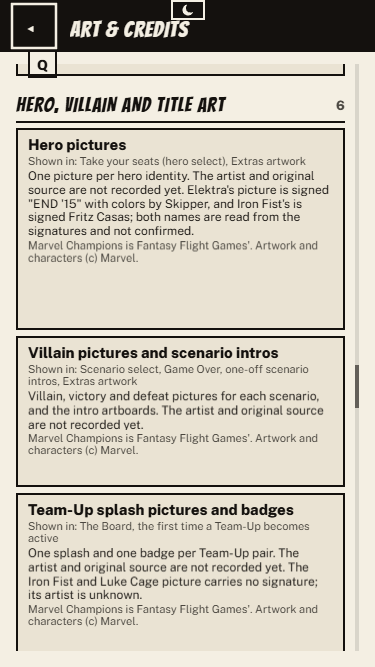 ART & CREDITS
Q
HERO, VILLAIN AND TITLE ART 6
Hero pictures
Shown in: Take your seats (hero select), Extras artwork
One picture per hero identity. The artist and original
source are not recorded yet. Elektra's picture is signed
"END '15" with colors by Skipper, and Iron Fist's is
signed Fritz Casas; both names are read from the
signatures and not confirmed.
Marvel Champions is Fantasy Flight Games'. Artwork and
characters (c) Marvel.
Villain pictures and scenario intros
Shown in: Scenario select, Game Over, one-off scenario
intros, Extras artwork
Villain, victory and defeat pictures for each scenario,
and the intro artboards. The artist and original source
are not recorded yet.
Marvel Champions is Fantasy Flight Games'. Artwork and
characters (c) Marvel.
Team-Up splash pictures and badges
Shown in: The Board, the first time a Team-Up becomes
active
One splash and one badge per Team-Up pair. The
artist and original source are not recorded yet. The
Iron Fist and Luke Cage picture carries no signature;
its artist is unknown.
Marvel Champions is Fantasy Flight Games'. Artwork and
characters (c) Marvel.